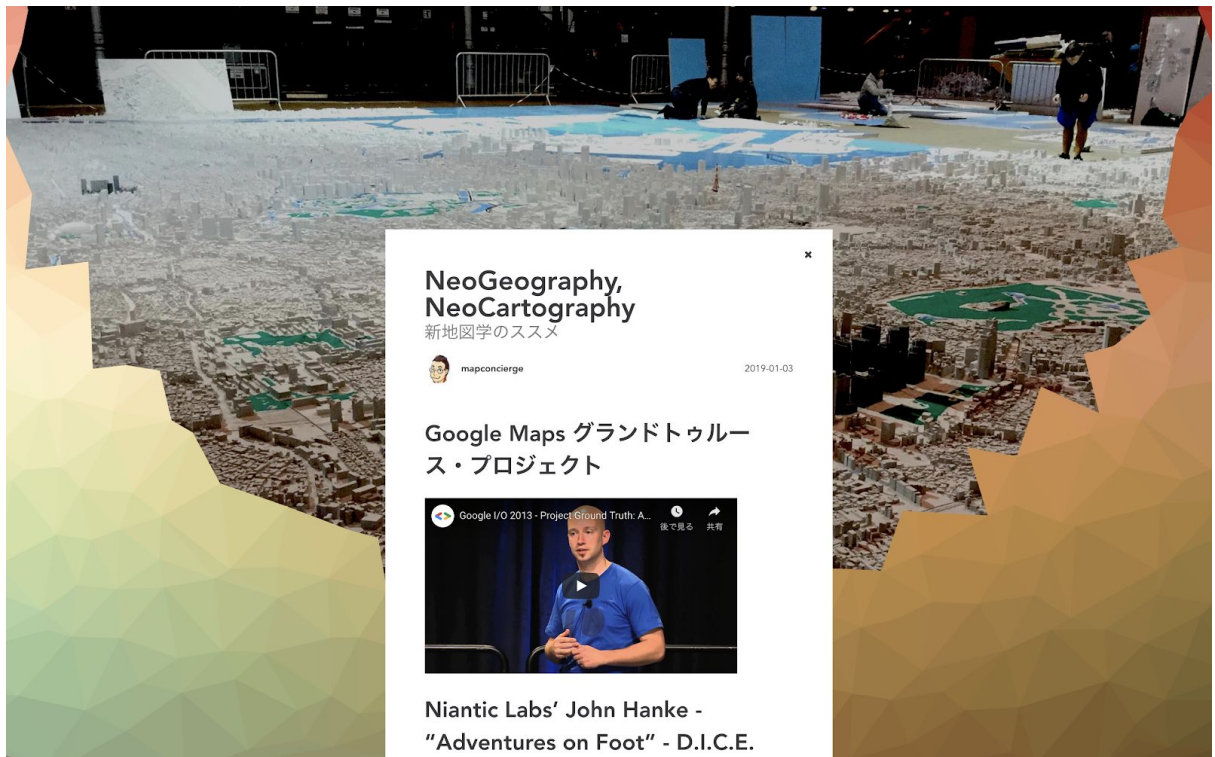 NeoGeography,
NeoCartography
新地図学のススメ
mapconcierge
2019-01-03
Google Maps グランドトゥルー
ス・プロジェクト
Google I/O 2013 - Project Ground Truth: A...
後で見る
共有
Niantic Labs’ John Hanke -
“Adventures on Foot” - D.I.C.E.